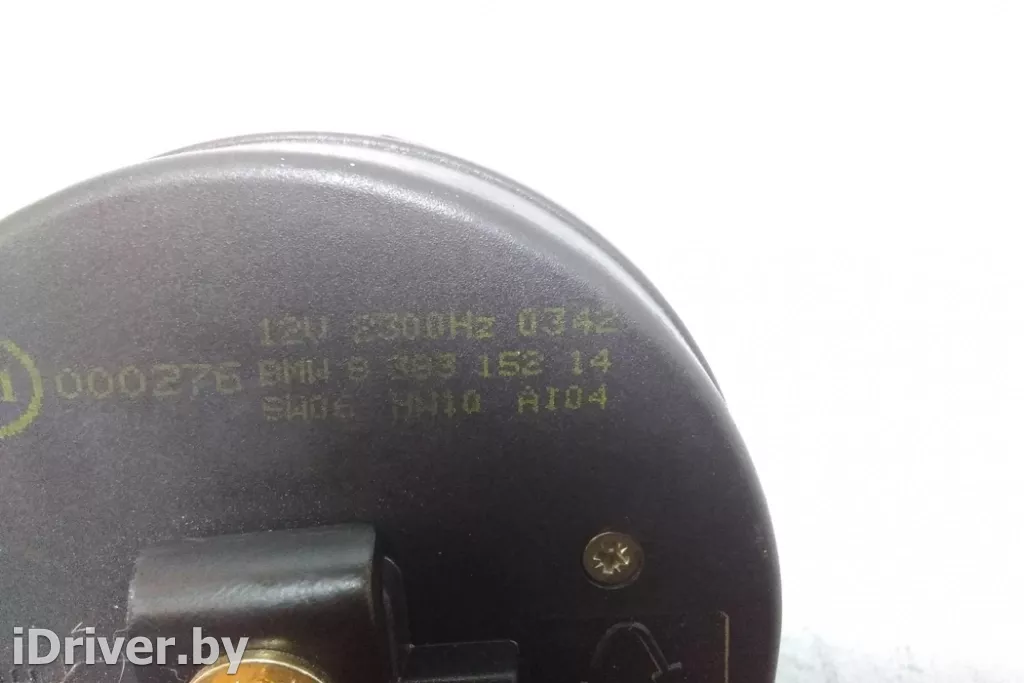 12V 2300Hz 0342
000276 BMW 8 383 152 14
SW06 HW10 AI04
iDriver.by